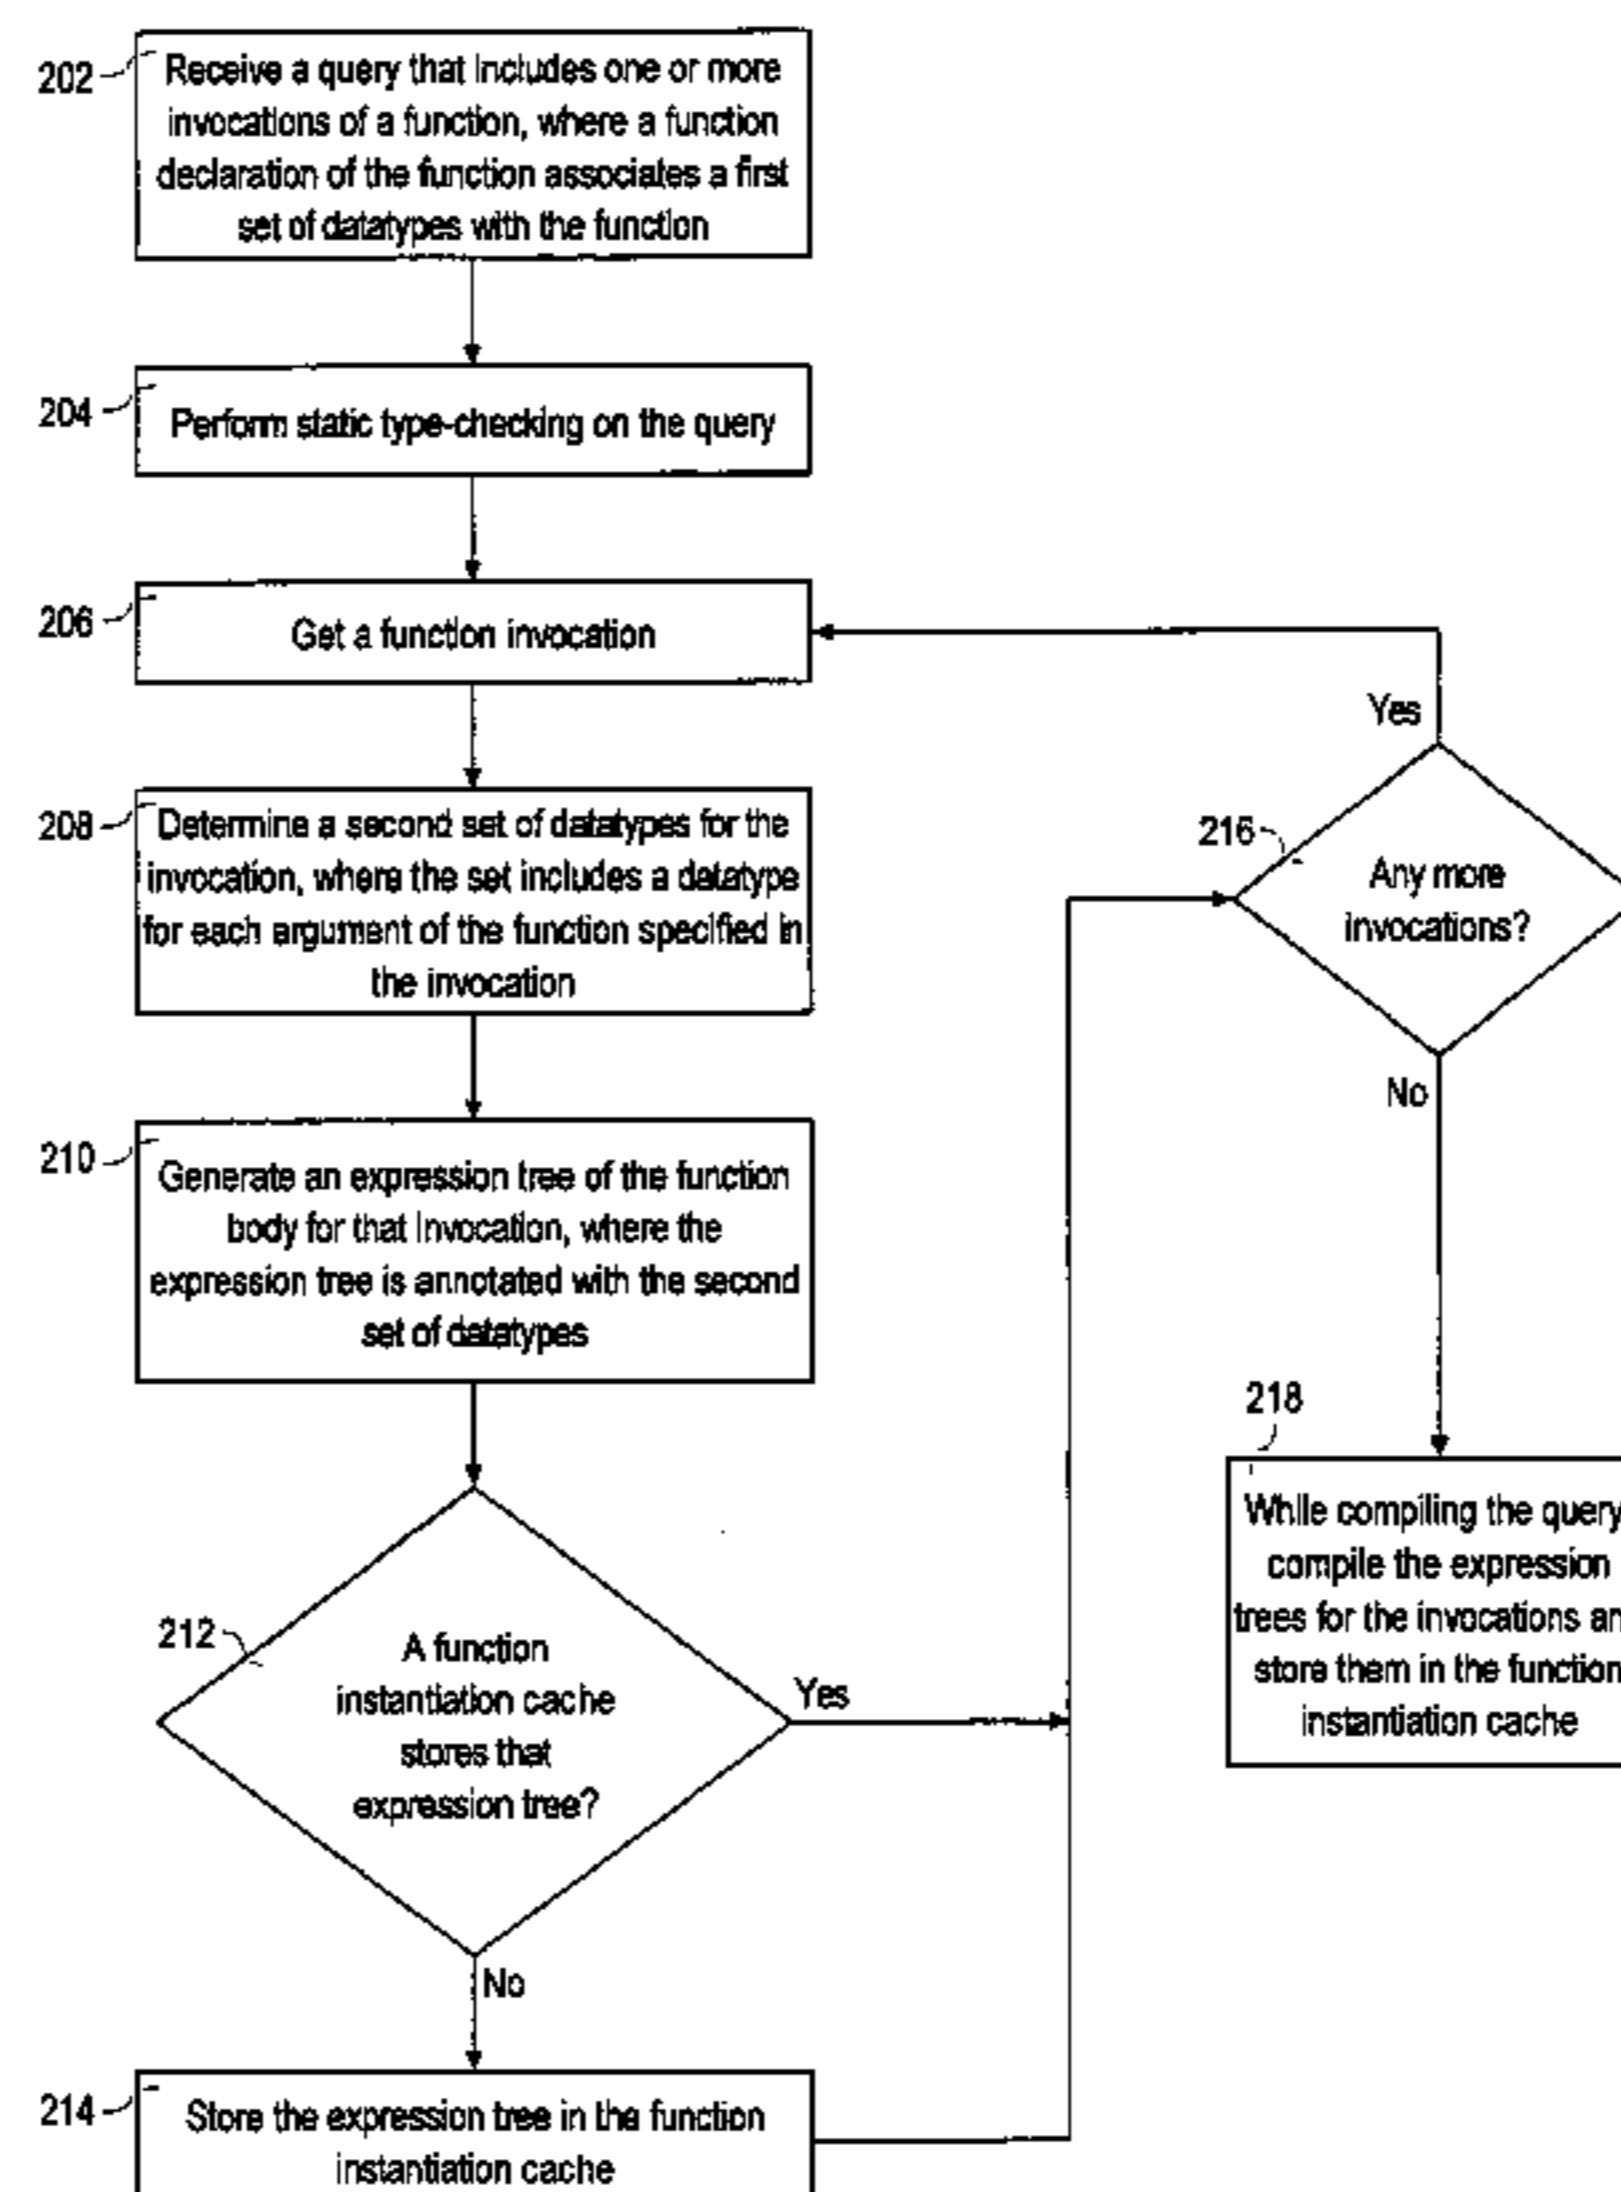 202
Receive a query that includes one or more
invocations of a function, where a function
declaration of the function associates a first
set of datatypes with the function
204
Perform static type-checking on the query
206
Get a function invocation
208
Determine a second set of datatypes for the
invocation, where the set includes a datatype
for each argument of the function specified in
the invocation
210
Generate an expression tree of the function
body for that invocation, where the
expression tree is annotated with the second
set of datatypes
212
A function
instantiation cache
stores that
expression tree?
Yes
No
214
Store the expression tree in the function
instantiation cache
Yes
216
Any more
invocations?
No
218
While compiling the query
compile the expression
trees for the invocations an
store them in the function
instantiation cache